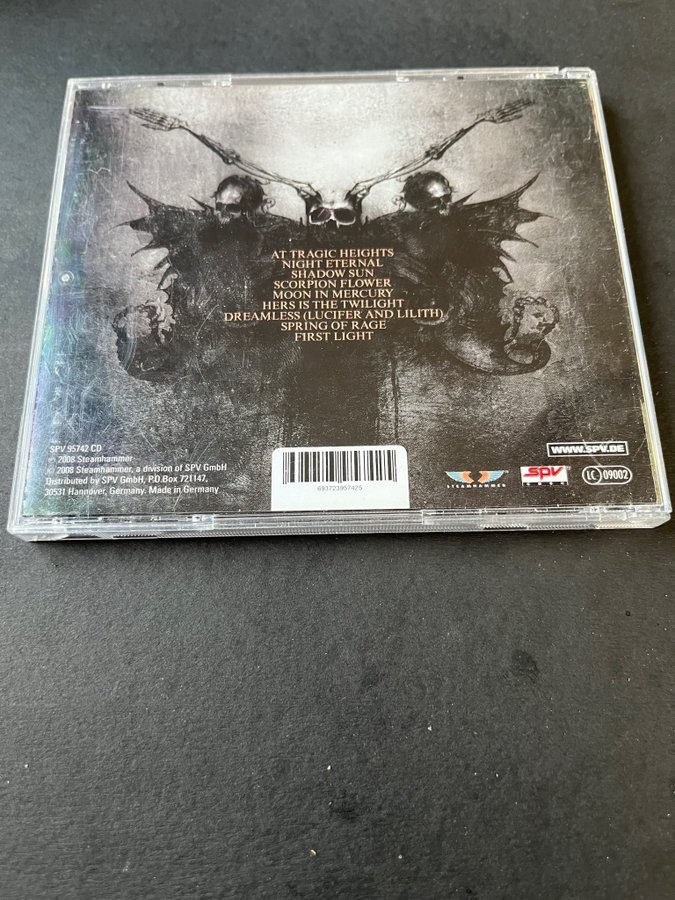 AT TRAGIC HEIGHTS
NIGHT ETERNAL
SHADOW SUN
SCORPION FLOWER
MOON IN MERCURY
HERS IS THE TWILIGHT
DREAMLESS (LUCIFER AND LILITH)
SPRING OF RAGE
FIRST LIGHT
SPV 95742 CD
℗ 2008 Steamhammer
© 2008 Steamhammer, a division of SPV GmbH
Distributed by SPV GmbH, P.O.Box 721147,
30531 Hannover, Germany. Made in Germany
693723957425
WWW.SPV.DE
STEAMHAMMER
SPV
LC 09002